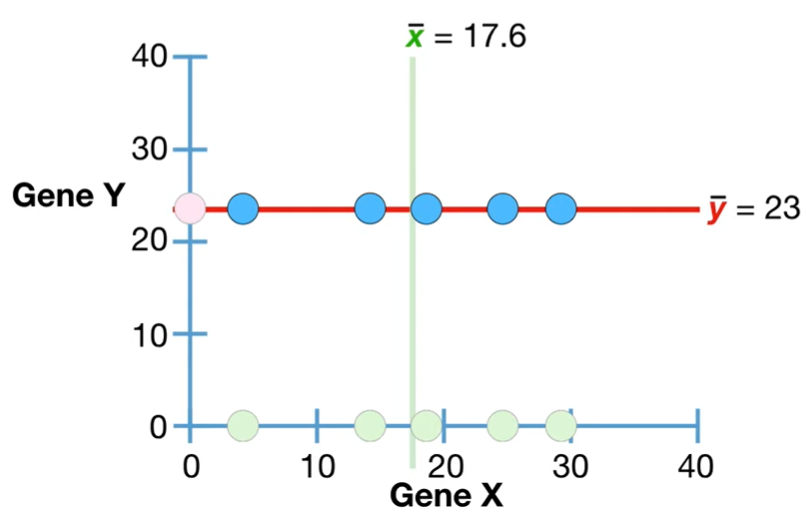 x̄ = 17.6
40
30
Gene Y
20
ȳ = 23
10
0
0 10 20 30 40
Gene X